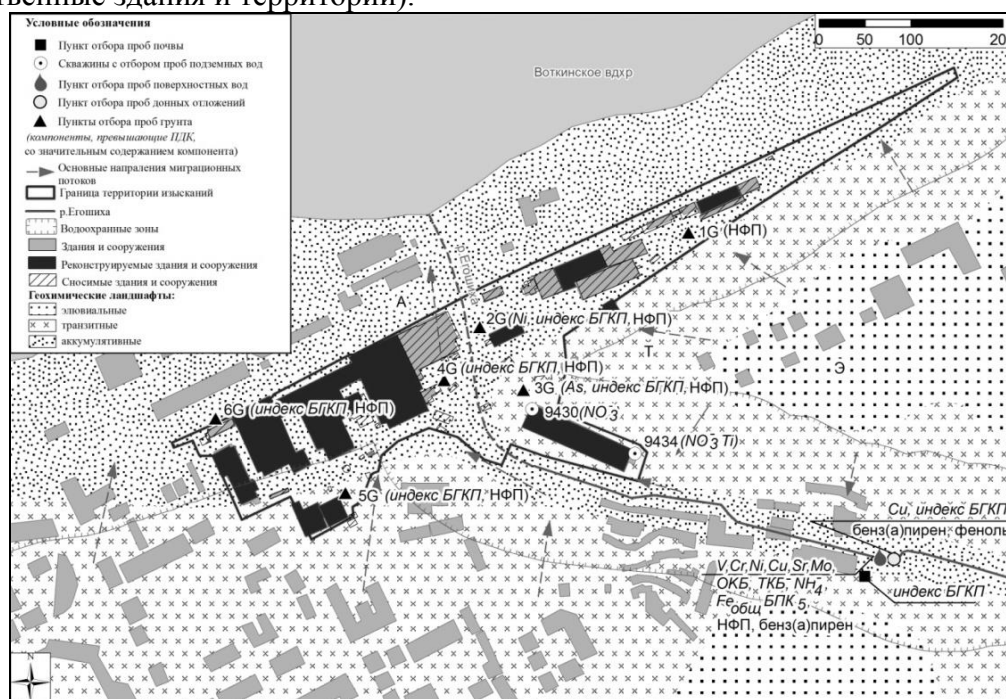 ственные здания и территории).
Условные обозначения
Пункт отбора проб почвы
Скважины с отбором проб подземных вод
Пункт отбора проб поверхностных вод
Пункт отбора проб донных отложений
Пункты отбора проб грунта
(компоненты, превышающие ПДК,
со значительным содержанием компонента)
Основные напраления миграционных
потоков
Граница территории изысканий
р.Егошиха
Водоохранные зоны
Здания и сооружения
Реконструируемые здания и сооружения
Сносимые здания и сооружения
Геохимические ландшафты:
элювиальные
транзитные
аккумулятивные
0 50 100 20
Воткинское вдхр
р.Егошиха
1G (НФП)
А
2G (Ni, индекс БГКП, НФП)
Т
Э
4G (индекс БГКП, НФП)
3G (As, индекс БГКП, НФП)
6G (индекс БГКП, НФП)
9430 (NO3
9434 (NO3 Ti)
5G (индекс БГКП, НФП)
Cu, индекс БГКП
бенз(а)пирен, фенолы
V,Cr,Ni,Cu,Sr,Mo,
ОКБ, ТКБ, NH4,
Feобщ БПК5,
НФП, бенз(а)пирен
индекс БГКП
N